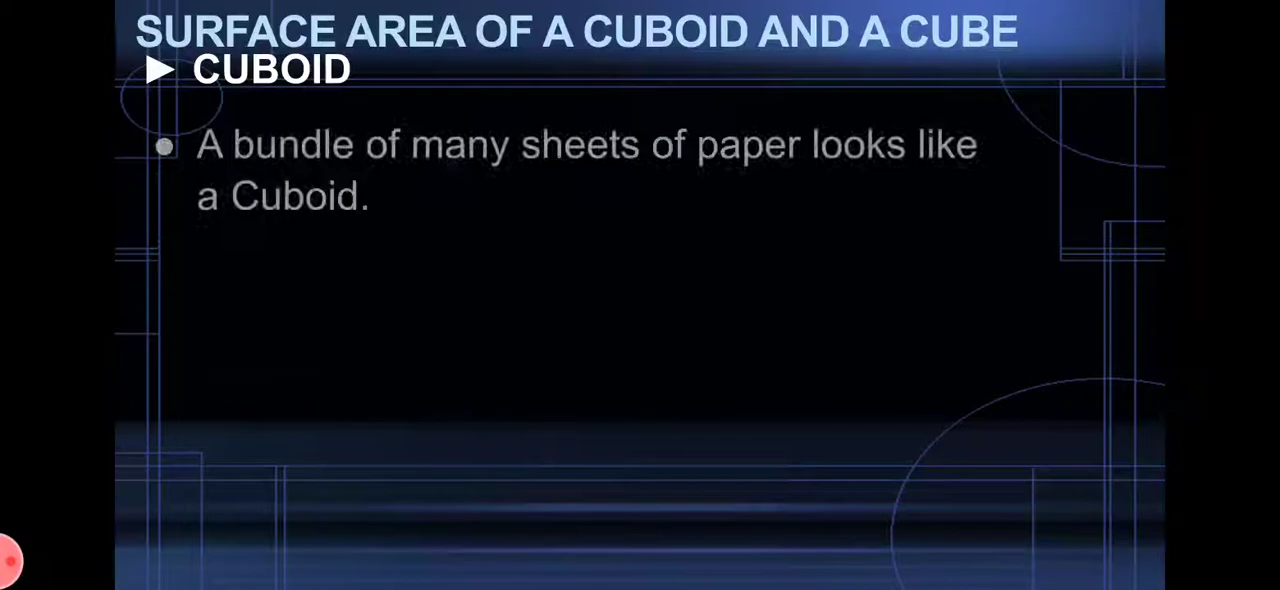 SURFACE AREA OF A CUBOID AND A CUBE
► CUBOID
● A bundle of many sheets of paper looks like
a Cuboid.